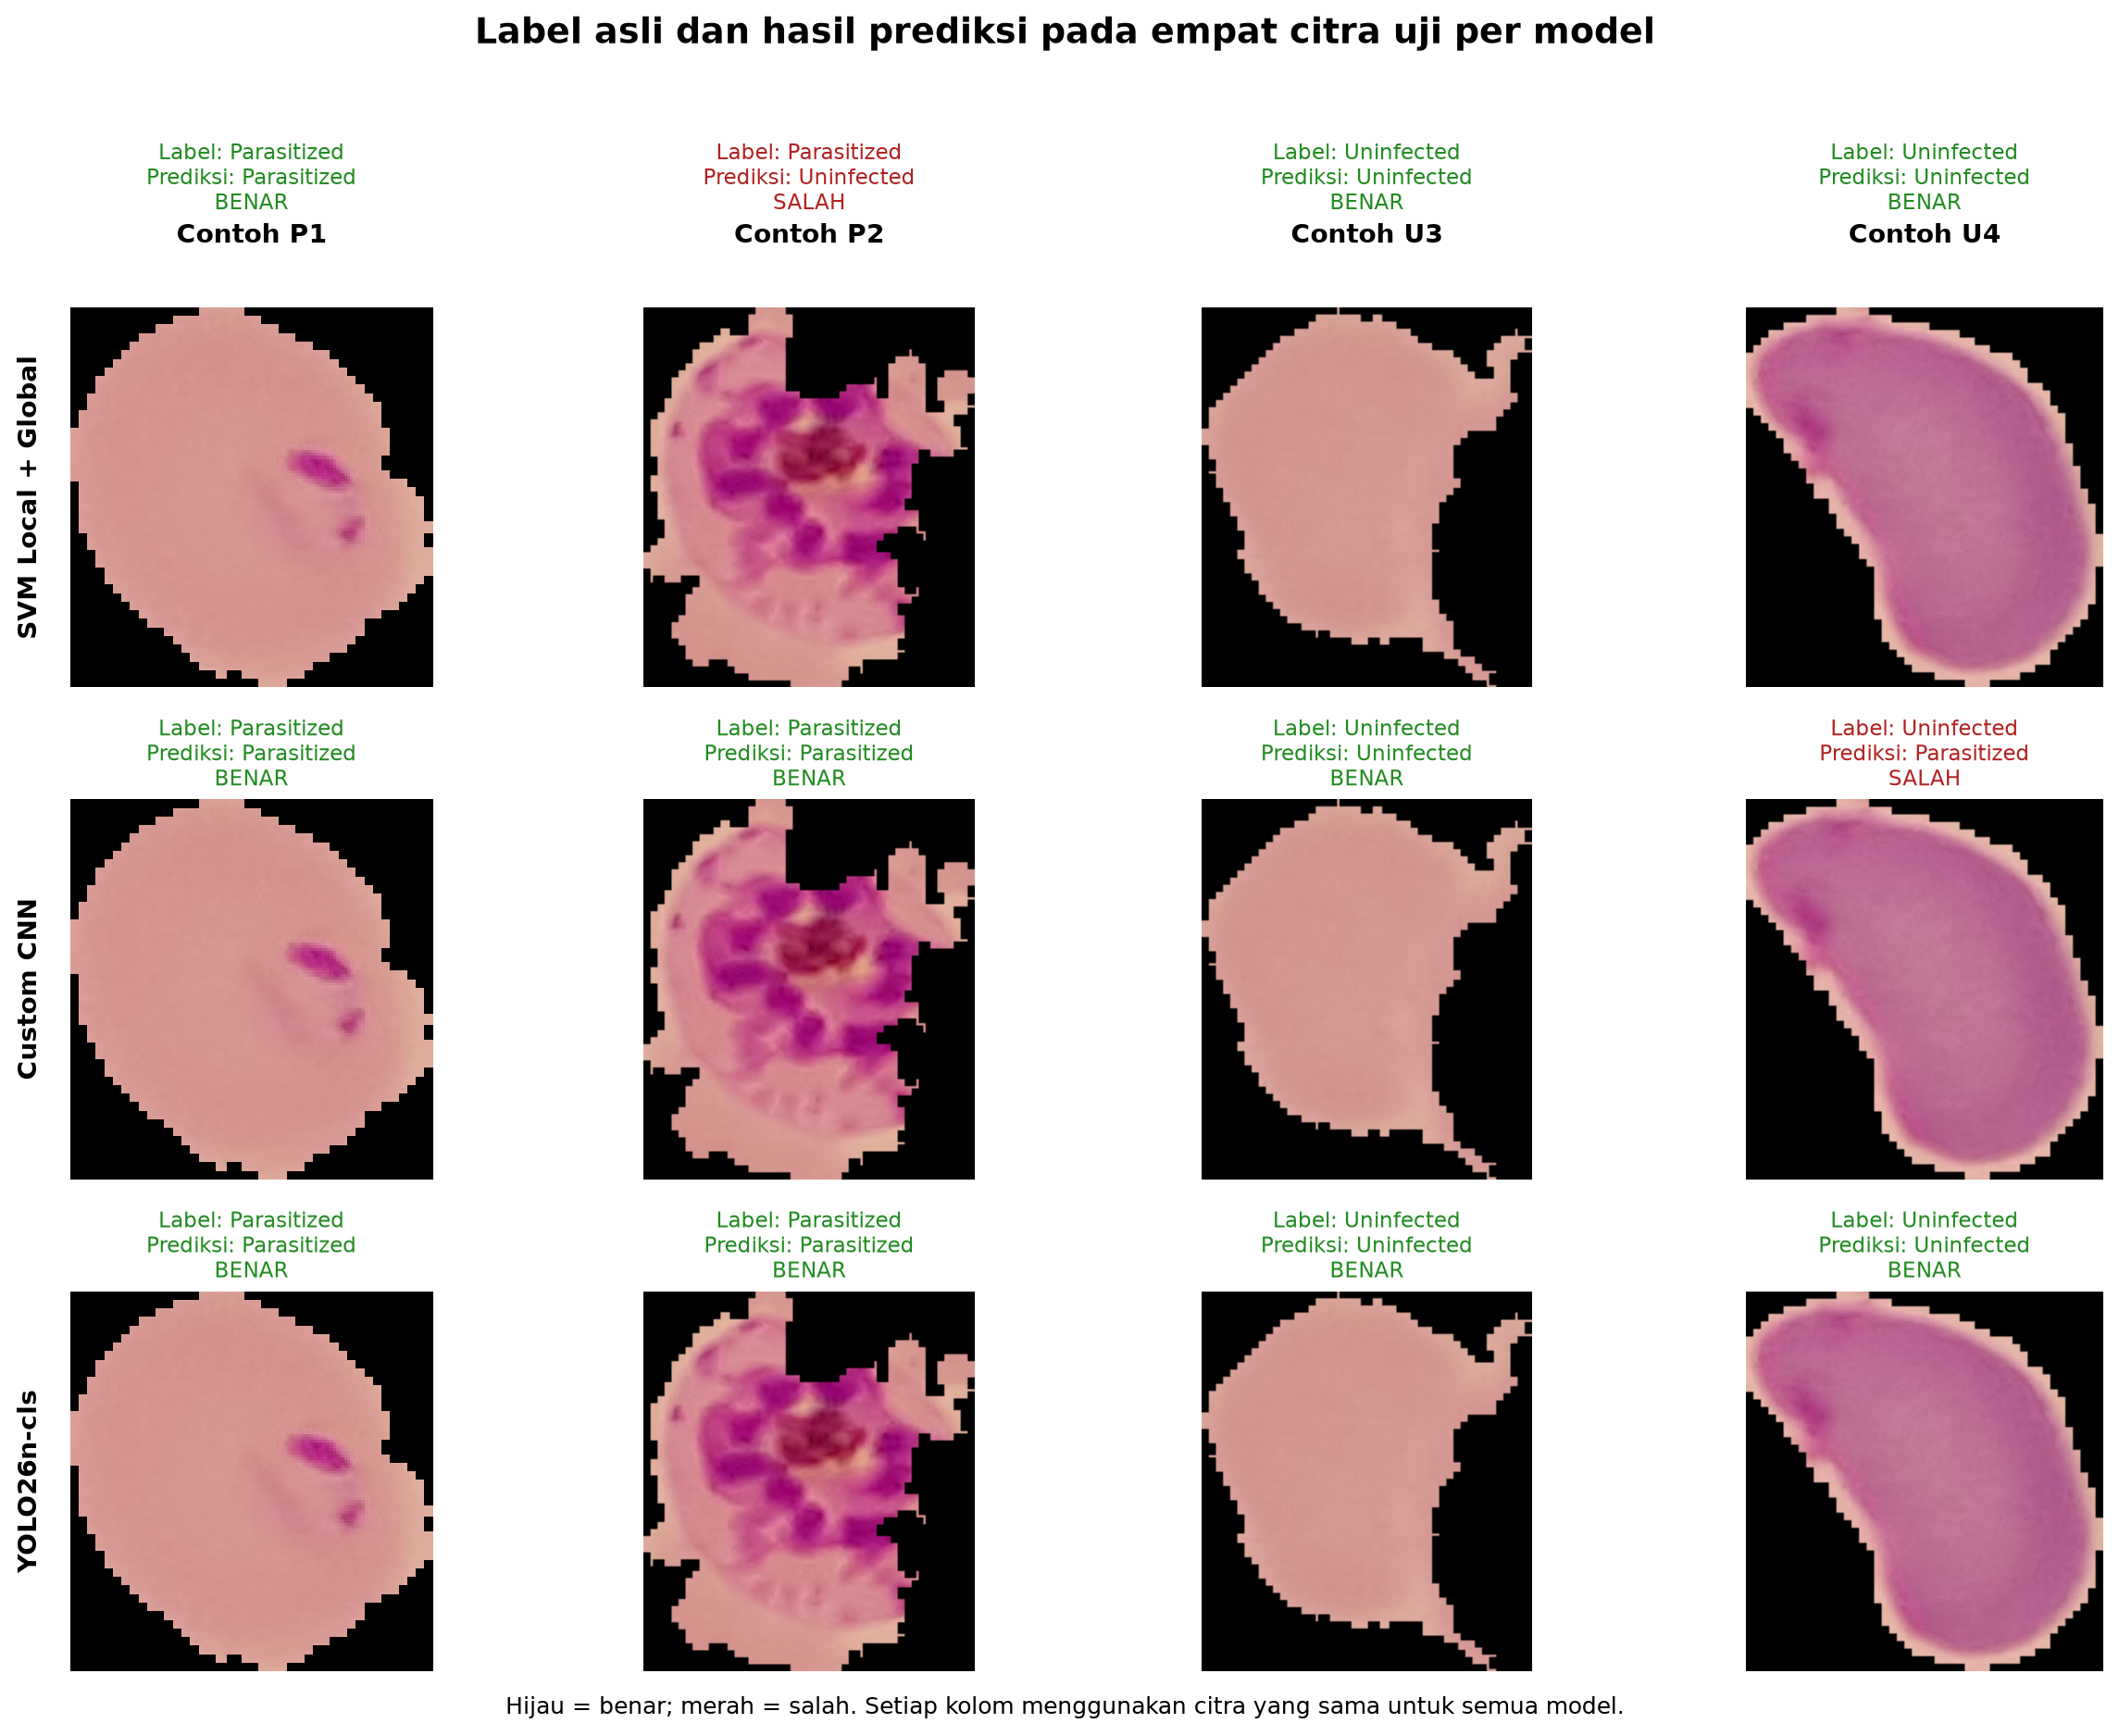 Label asli dan hasil prediksi pada empat citra uji per model
Label: Parasitized
Prediksi: Parasitized
BENAR
Contoh P1
Label: Parasitized
Prediksi: Uninfected
SALAH
Contoh P2
Label: Uninfected
Prediksi: Uninfected
BENAR
Contoh U3
Label: Uninfected
Prediksi: Uninfected
BENAR
Contoh U4
SVM Local + Global
Label: Parasitized
Prediksi: Parasitized
BENAR
Label: Parasitized
Prediksi: Parasitized
BENAR
Label: Uninfected
Prediksi: Uninfected
BENAR
Label: Uninfected
Prediksi: Parasitized
SALAH
Custom CNN
Label: Parasitized
Prediksi: Parasitized
BENAR
Label: Parasitized
Prediksi: Parasitized
BENAR
Label: Uninfected
Prediksi: Uninfected
BENAR
Label: Uninfected
Prediksi: Uninfected
BENAR
YOLO26n-cls
Hijau = benar; merah = salah. Setiap kolom menggunakan citra yang sama untuk semua model.